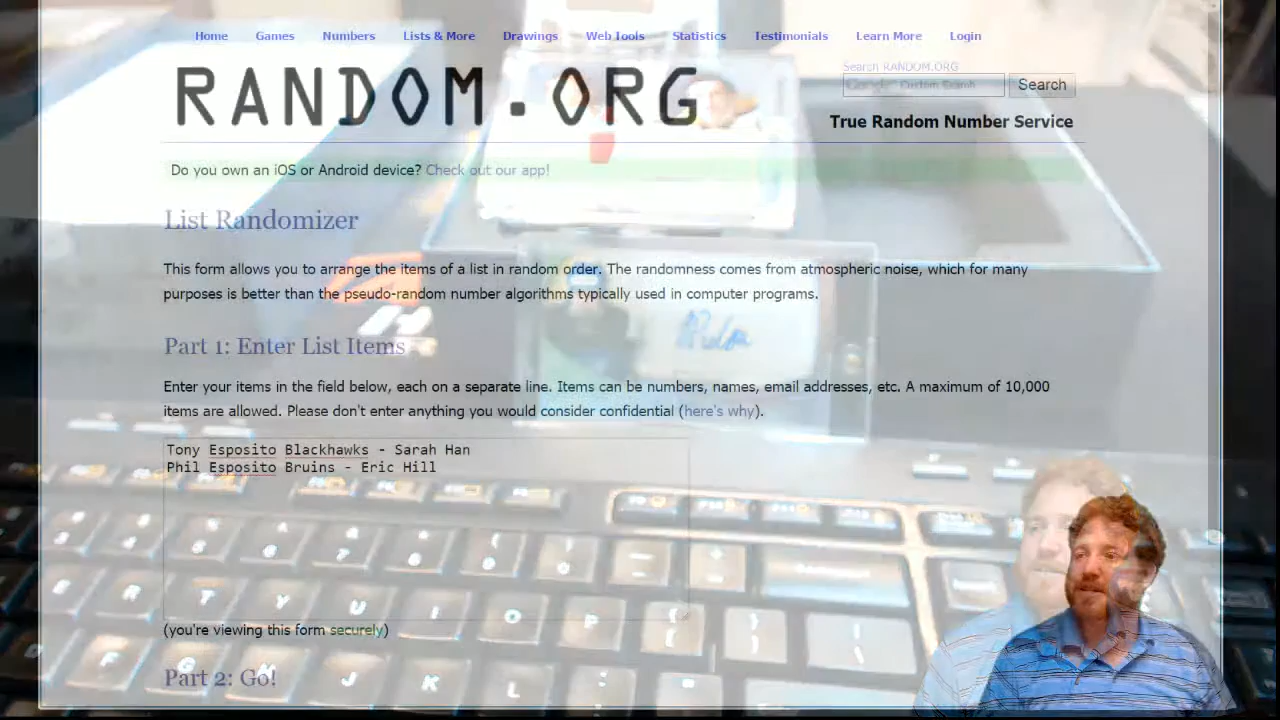 Home Games Numbers Lists & More Drawings Web Tools Statistics Testimonials Learn More Login
Search RANDOM.ORG
RANDOM.ORG
Google Custom Search Search
True Random Number Service
Do you own an iOS or Android device? Check out our app!
List Randomizer
This form allows you to arrange the items of a list in random order. The randomness comes from atmospheric noise, which for many
purposes is better than the pseudo-random number algorithms typically used in computer programs.
Part 1: Enter List Items
Enter your items in the field below, each on a separate line. Items can be numbers, names, email addresses, etc. A maximum of 10,000
items are allowed. Please don't enter anything you would consider confidential (here's why).
Tony Esposito Blackhawks - Sarah Han
Phil Esposito Bruins - Eric Hill
(you're viewing this form securely)
Part 2: Go!